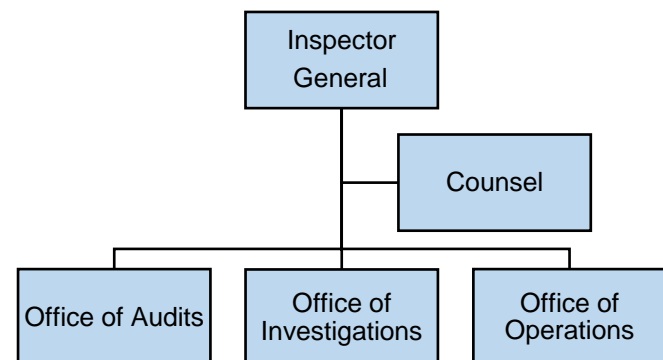 Inspector
General
Counsel
Office of Audits
Office of
Investigations
Office of
Operations